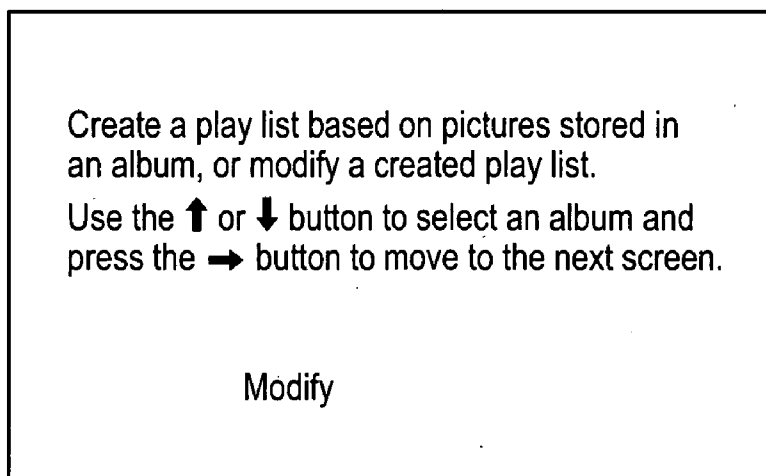 Create a play list based on pictures stored in
an album, or modify a created play list.
Use the ↑ or ↓ button to select an album and
press the → button to move to the next screen.
Modify